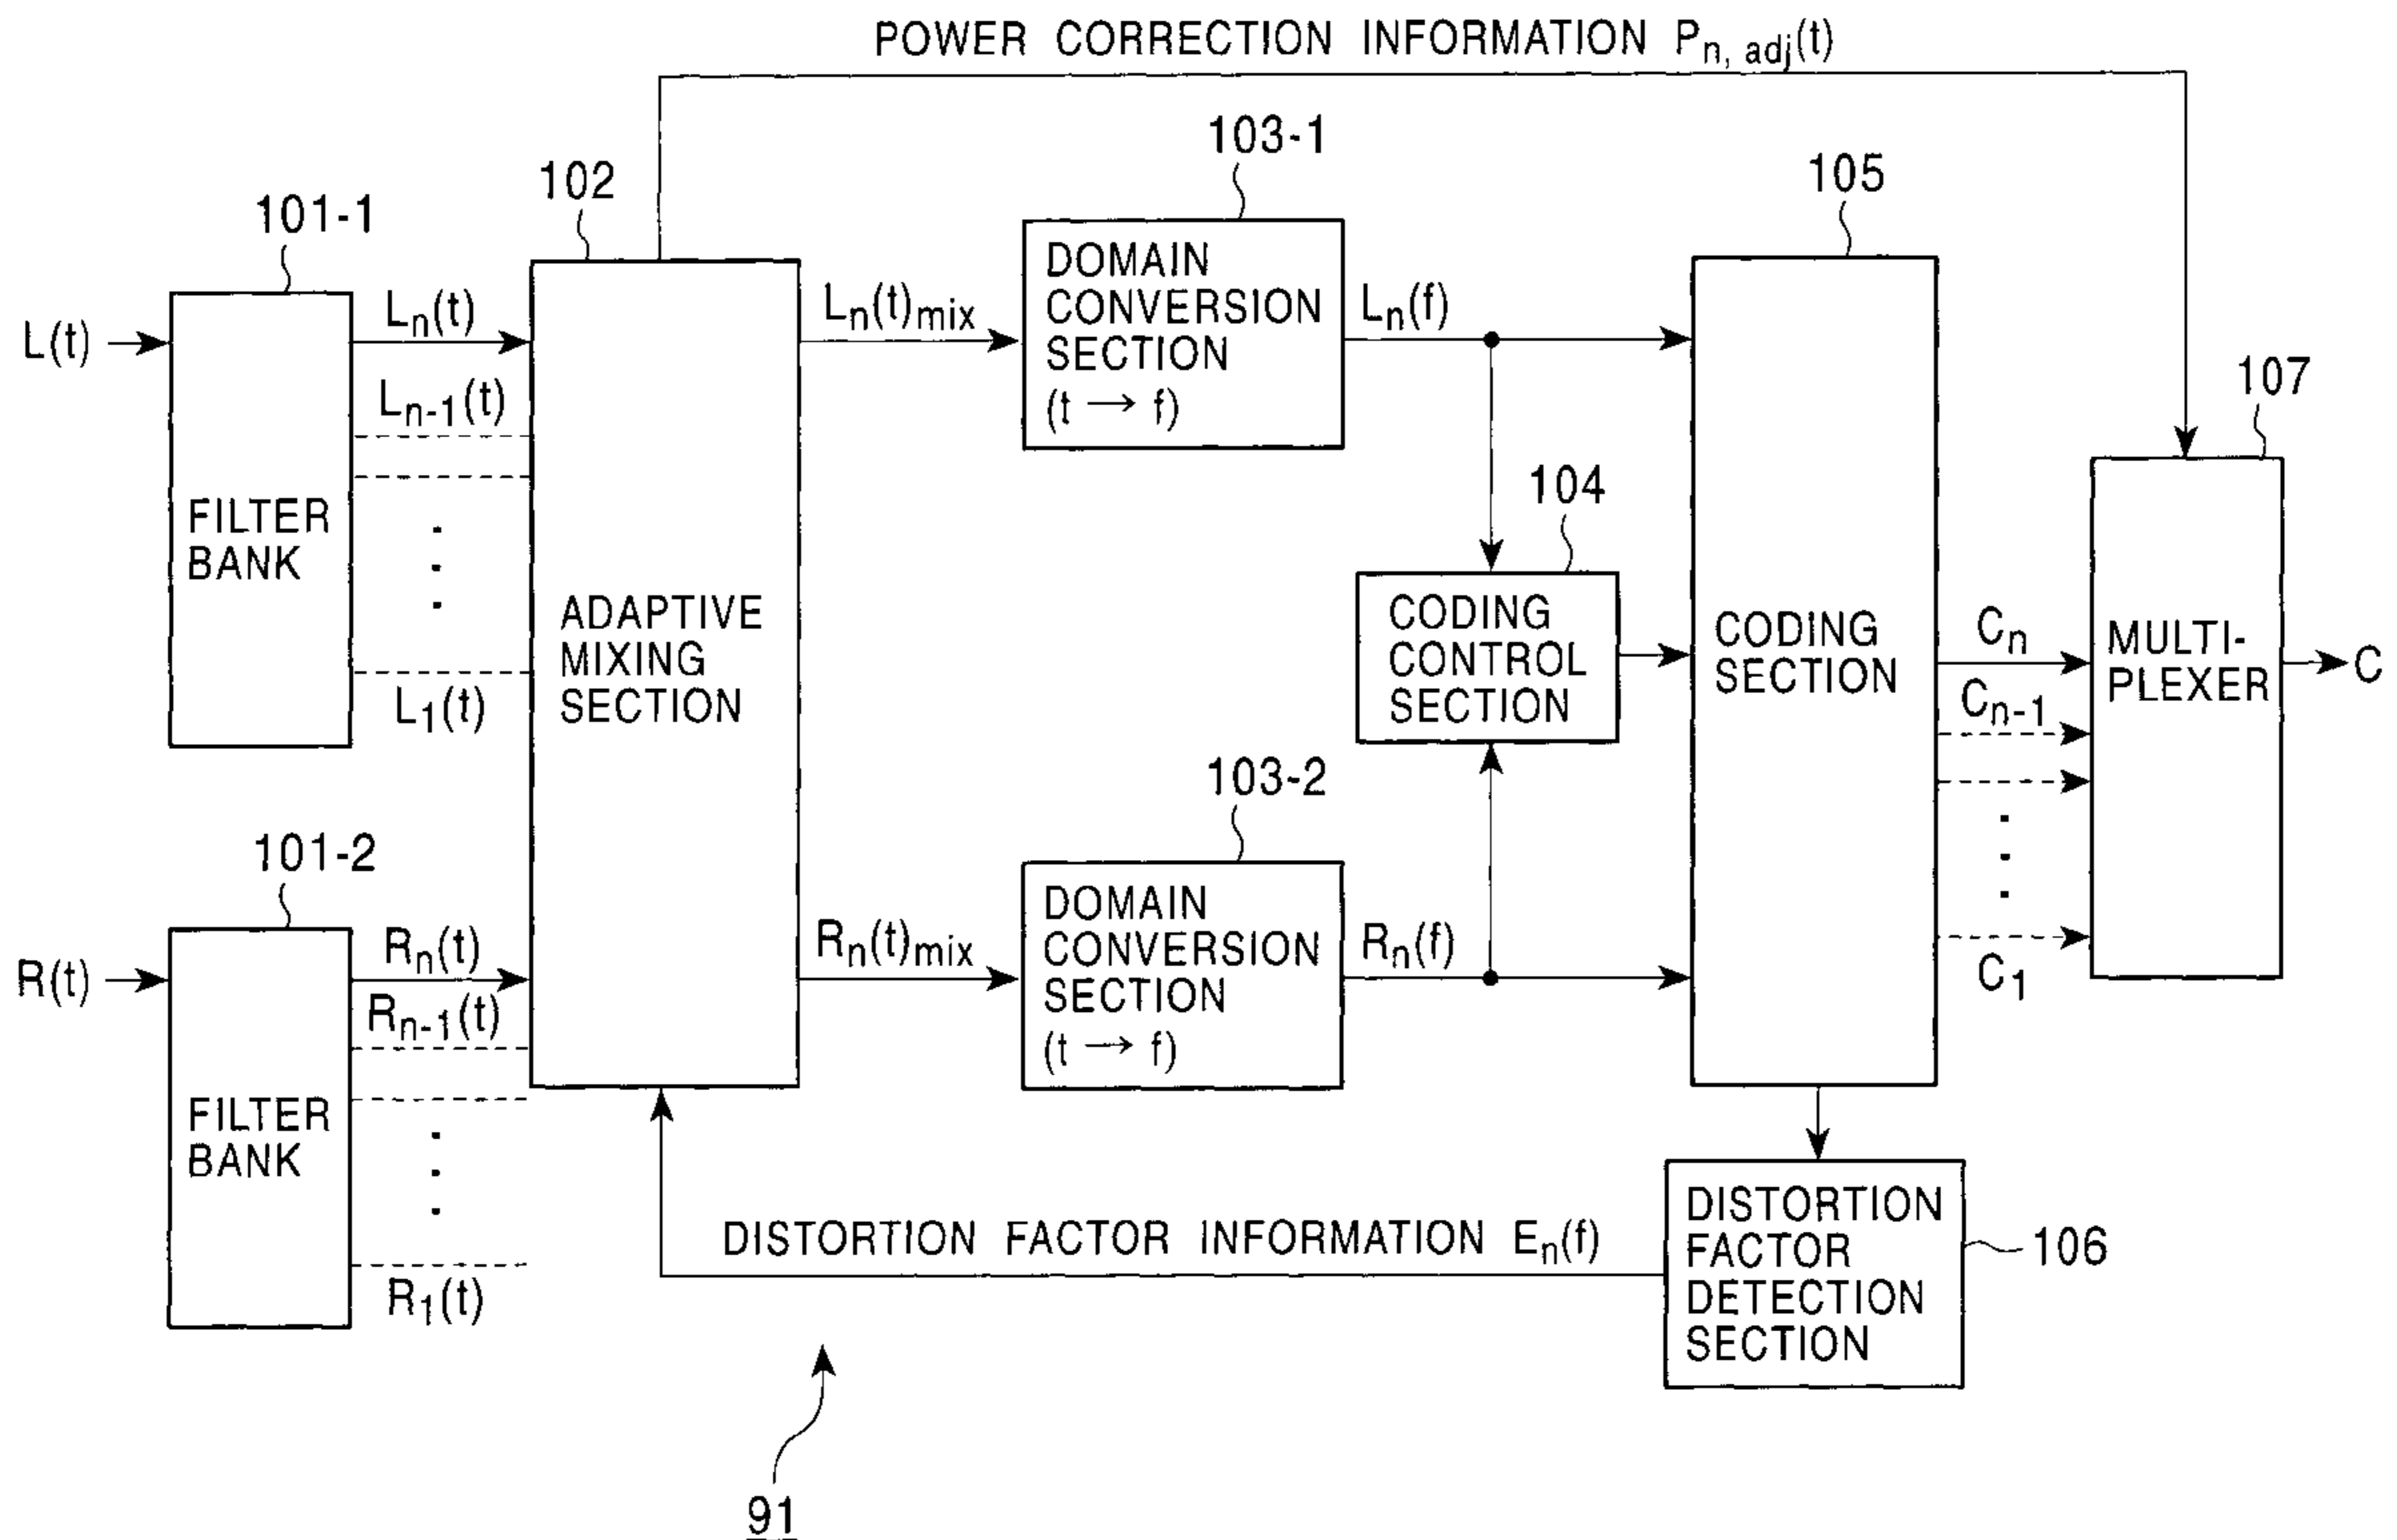 POWER CORRECTION INFORMATION Pn, adj(t)
103-1
102
105
101-1
DOMAIN
CONVERSION
SECTION
(t → f)
Ln(t)
Ln(t)mix
Ln(f)
L(t)
107
Ln-1(t)
104
FILTER
BANK
ADAPTIVE
MIXING
SECTION
CODING
CONTROL
SECTION
CODING
SECTION
Cn
MULTI-
PLEXER
C
L1(t)
Cn-1
103-2
101-2
DOMAIN
CONVERSION
SECTION
(t → f)
Rn(t)
Rn(t)mix
Rn(f)
R(t)
C1
Rn-1(t)
FILTER
BANK
DISTORTION FACTOR INFORMATION En(f)
DISTORTION
FACTOR
DETECTION
SECTION
106
R1(t)
91